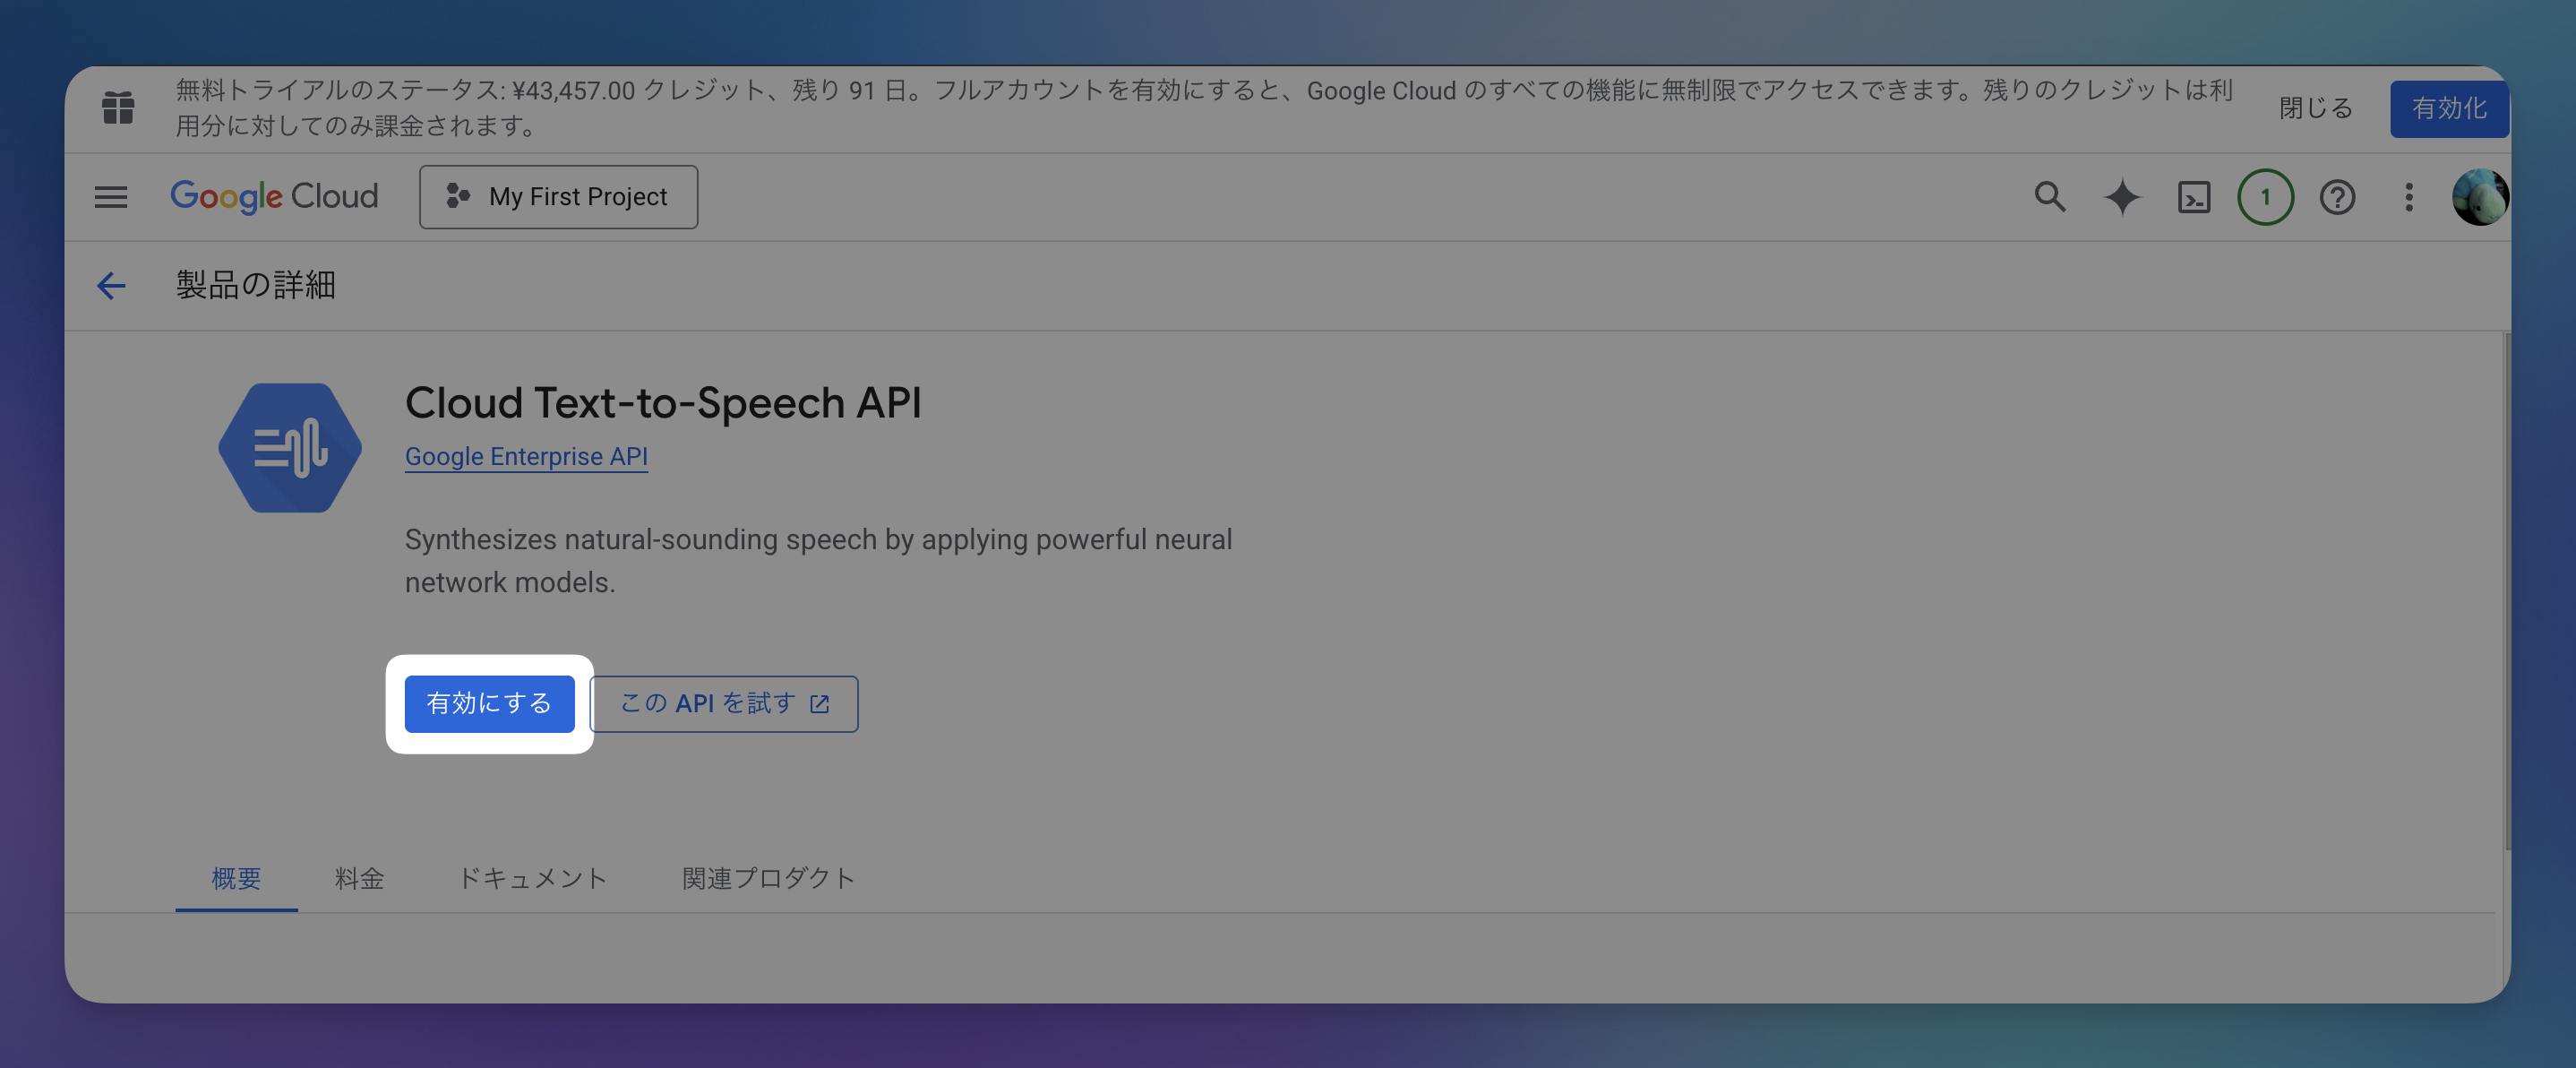 無料トライアルのステータス: ¥43,457.00 クレジット、残り 91 日。フルアカウントを有効にすると、Google Cloud のすべての機能に無制限でアクセスできます。残りのクレジットは利
用分に対してのみ課金されます。
閉じる
有効化
Google Cloud
My First Project
1
製品の詳細
Cloud Text-to-Speech API
Google Enterprise API
Synthesizes natural-sounding speech by applying powerful neural
network models.
有効にする
この API を試す
概要
料金
ドキュメント
関連プロダクト